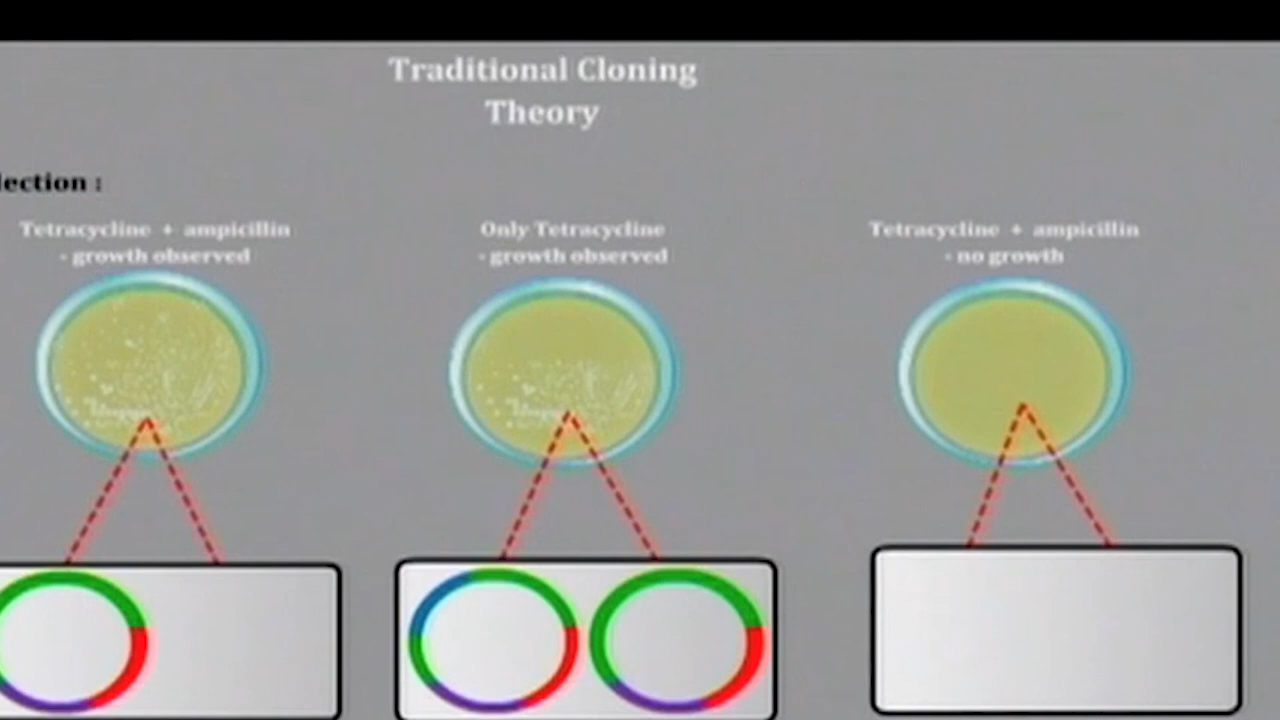 Traditional Cloning
Theory
lection :
Tetracycline + ampicillin
- growth observed
Only Tetracycline
- growth observed
Tetracycline + ampicillin
- no growth